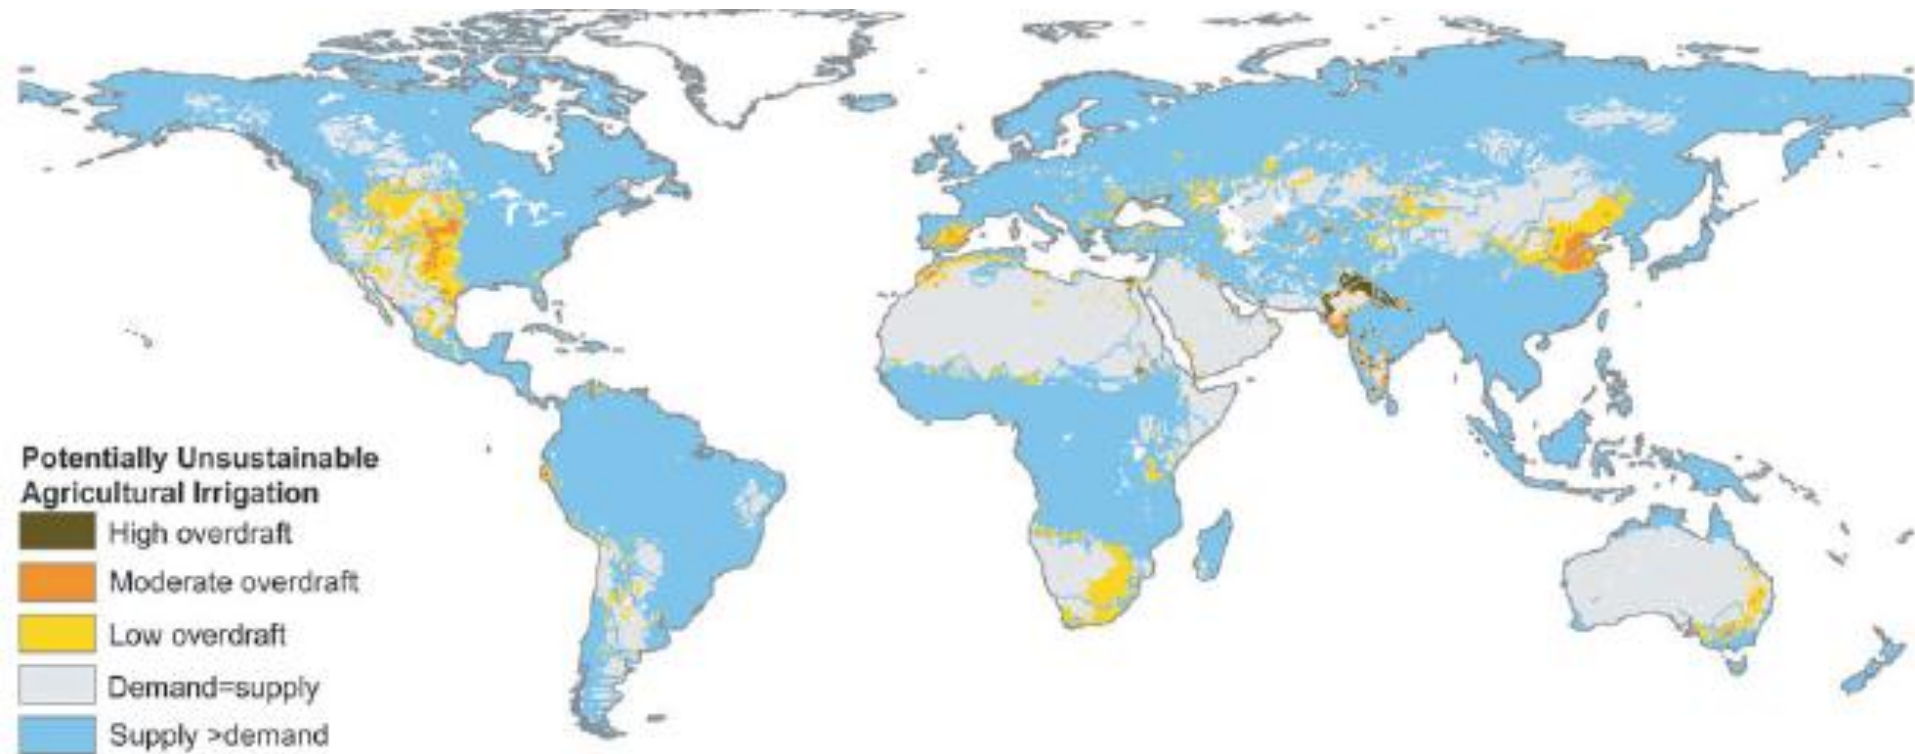 Potentially Unsustainable
Agricultural Irrigation
High overdraft
Moderate overdraft
Low overdraft
Demand=supply
Supply >demand